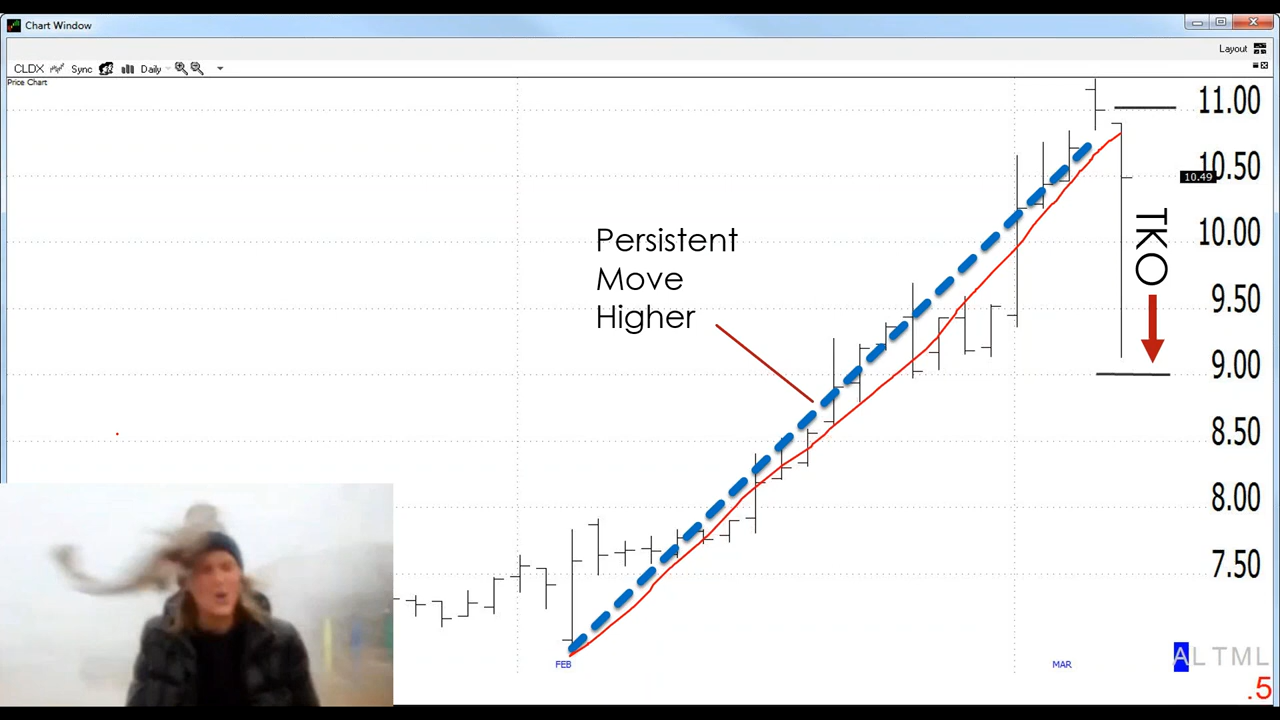 Chart Window
Layout
CLDX Sync Daily
Price Chart
11.00
10.50
10.49
10.00
9.50
9.00
8.50
8.00
7.50
Persistent
Move
Higher
TKO
FEB
MAR
ALTML
.5